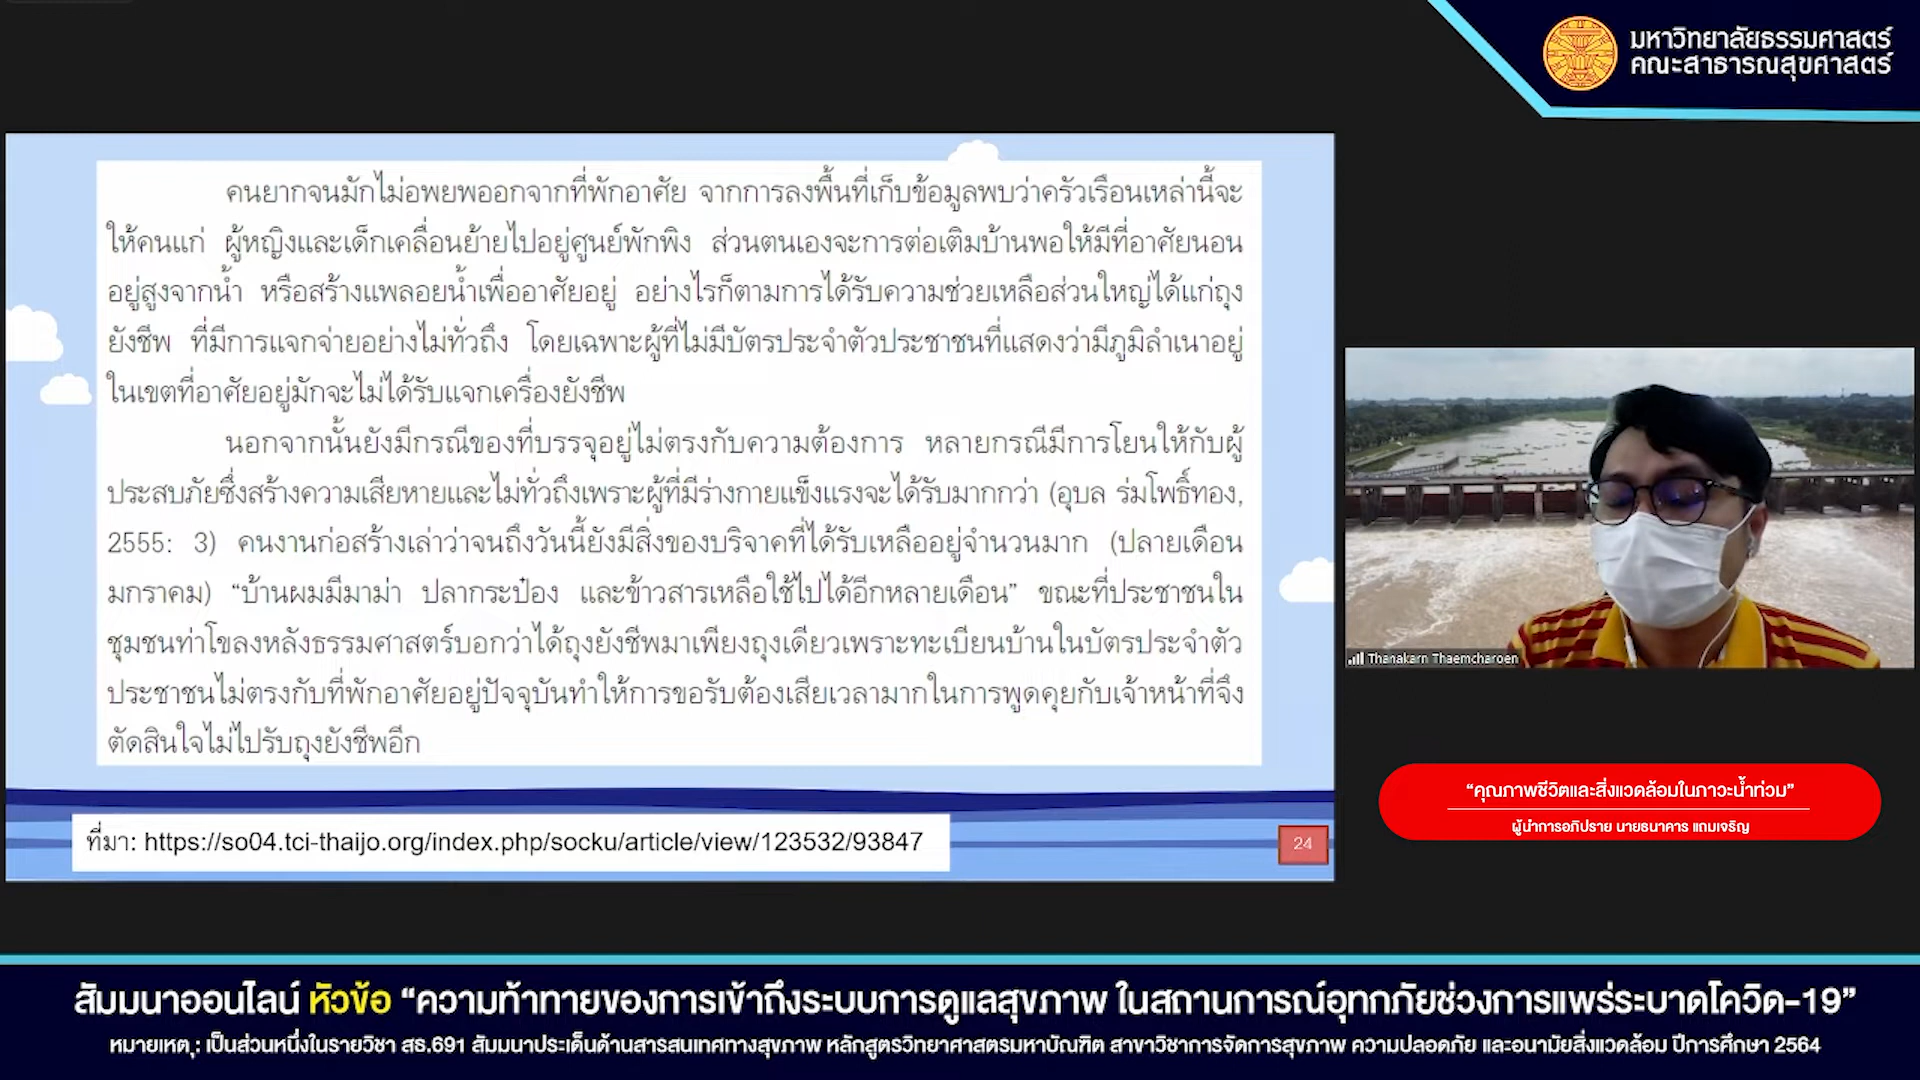 มหาวิทยาลัยธรรมศาสตร์
คณะสาธารณสุขศาสตร์
คนยากจนมักไม่อพยพออกจากที่พักอาศัย จากการลงพื้นที่เก็บข้อมูลพบว่าครัวเรือนเหล่านี้จะ
ให้คนแก่ ผู้หญิงและเด็กเคลื่อนย้ายไปอยู่ศูนย์พักพิง ส่วนตนเองจะการต่อเติมบ้านพอให้มีที่อาศัยนอน
อยู่สูงจากน้ำ หรือสร้างแพลอยน้ำเพื่ออาศัยอยู่ อย่างไรก็ตามการได้รับความช่วยเหลือส่วนใหญ่ได้แก่ถุง
ยังชีพ ที่มีการแจกจ่ายอย่างไม่ทั่วถึง โดยเฉพาะผู้ที่ไม่มีบัตรประจำตัวประชาชนที่แสดงว่ามีภูมิลำเนาอยู่
ในเขตที่อาศัยอยู่มักจะไม่ได้รับแจกเครื่องยังชีพ
นอกจากนั้นยังมีกรณีของที่บรรจุอยู่ไม่ตรงกับความต้องการ หลายกรณีมีการโยนให้กับผู้
ประสบภัยซึ่งสร้างความเสียหายและไม่ทั่วถึงเพราะผู้ที่มีร่างกายแข็งแรงจะได้รับมากกว่า (อุบล ร่มโพธิ์ทอง,
2555: 3) คนงานก่อสร้างเล่าว่าจนถึงวันนี้ยังมีสิ่งของบริจาคที่ได้รับเหลืออยู่จำนวนมาก (ปลายเดือน
มกราคม) “บ้านผมมีมาม่า ปลากระป๋อง และข้าวสารเหลือใช้ไปได้อีกหลายเดือน” ขณะที่ประชาชนใน
ชุมชนท่าโขลงหลังธรรมศาสตร์บอกว่าได้ถุงยังชีพมาเพียงถุงเดียวเพราะทะเบียนบ้านในบัตรประจำตัว
ประชาชนไม่ตรงกับที่พักอาศัยอยู่ปัจจุบันทำให้การขอรับต้องเสียเวลามากในการพูดคุยกับเจ้าหน้าที่จึง
ตัดสินใจไม่ไปรับถุงยังชีพอีก
ที่มา: https://so04.tci-thaijo.org/index.php/socku/article/view/123532/93847
24
Thanakarn Thaemcharoen
“คุณภาพชีวิตและสิ่งแวดล้อมในภาวะน้ำท่วม”
ผู้นำการอภิปราย นายธนาคาร แถมเจริญ
สัมมนาออนไลน์ หัวข้อ “ความท้าทายของการเข้าถึงระบบการดูแลสุขภาพ ในสถานการณ์อุทกภัยช่วงการแพร่ระบาดโควิด-19”
หมายเหตุ: เป็นส่วนหนึ่งในรายวิชา สธ.691 สัมมนาประเด็นด้านสารสนเทศทางสุขภาพ หลักสูตรวิทยาศาสตรมหาบัณฑิต สาขาวิชาการจัดการสุขภาพ ความปลอดภัย และอนามัยสิ่งแวดล้อม ปีการศึกษา 2564